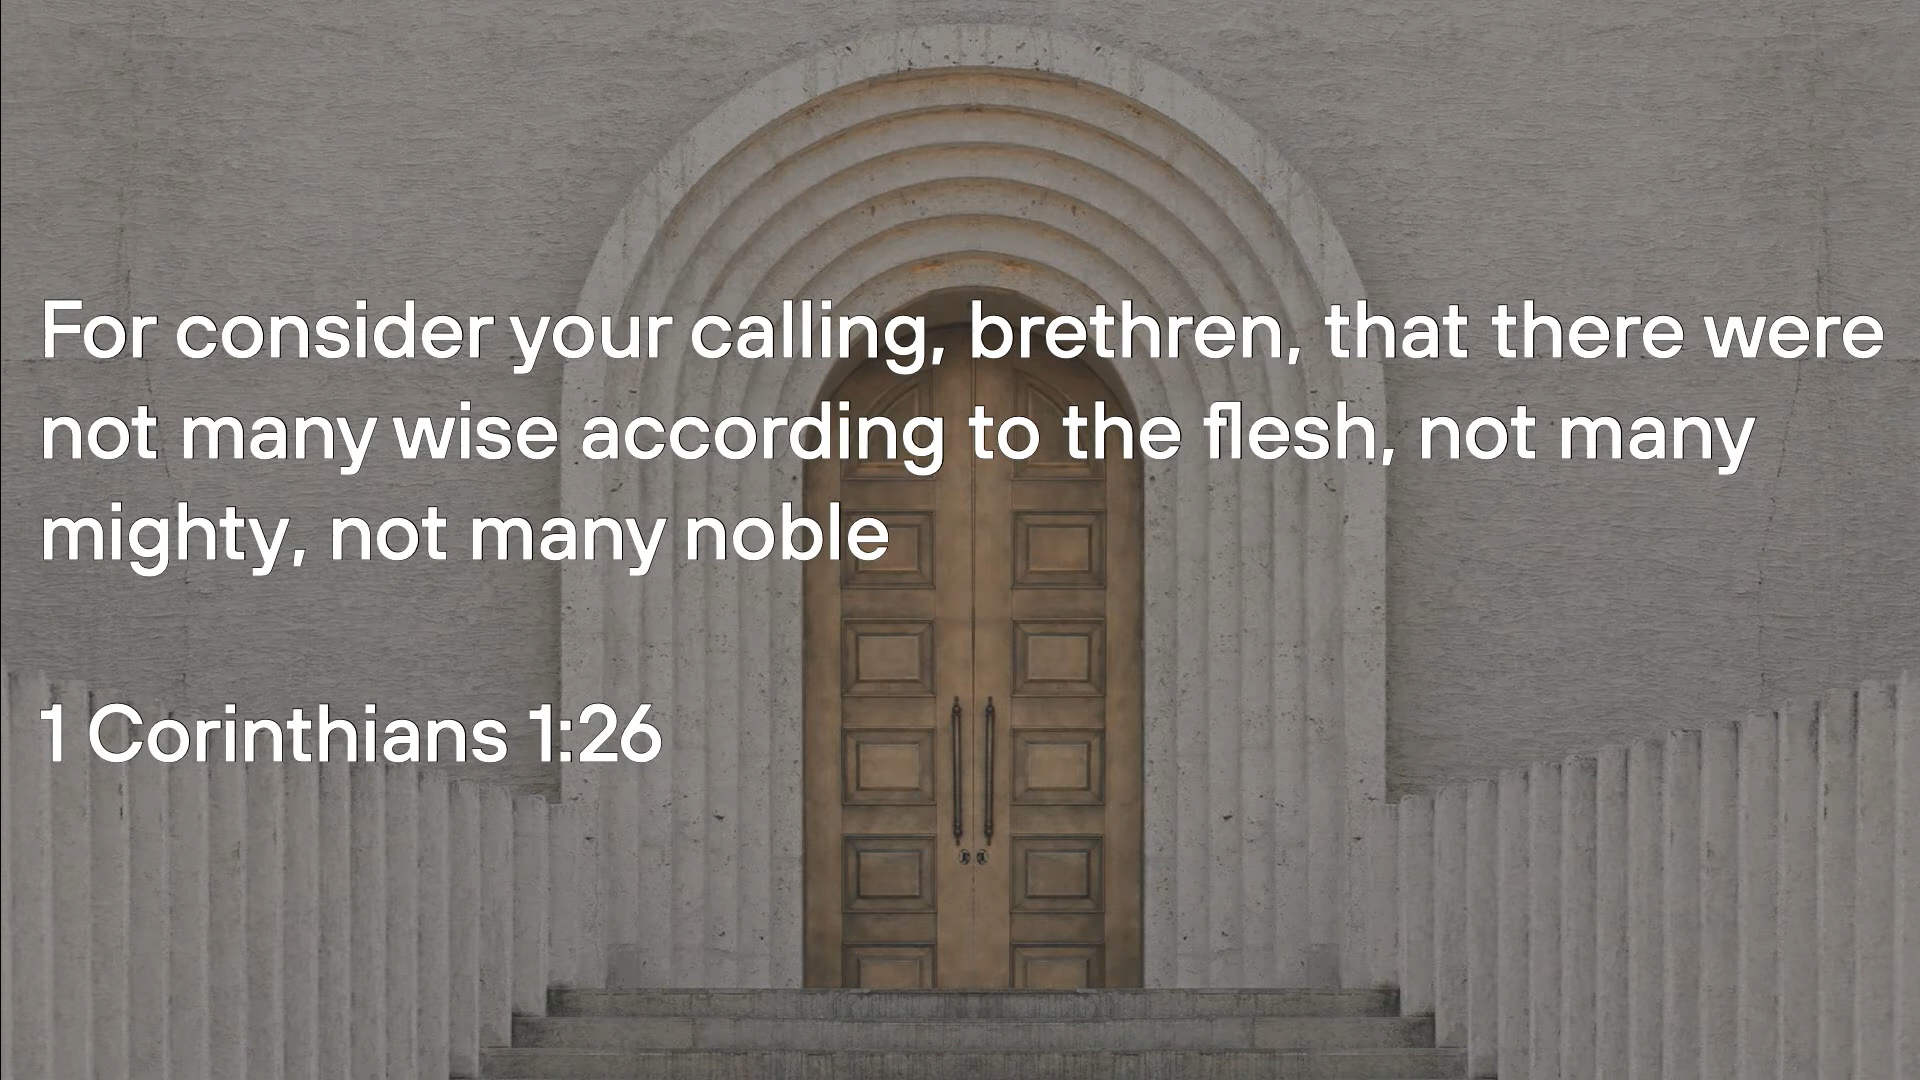 For consider your calling, brethren, that there were
not many wise according to the flesh, not many
mighty, not many noble
1 Corinthians 1:26